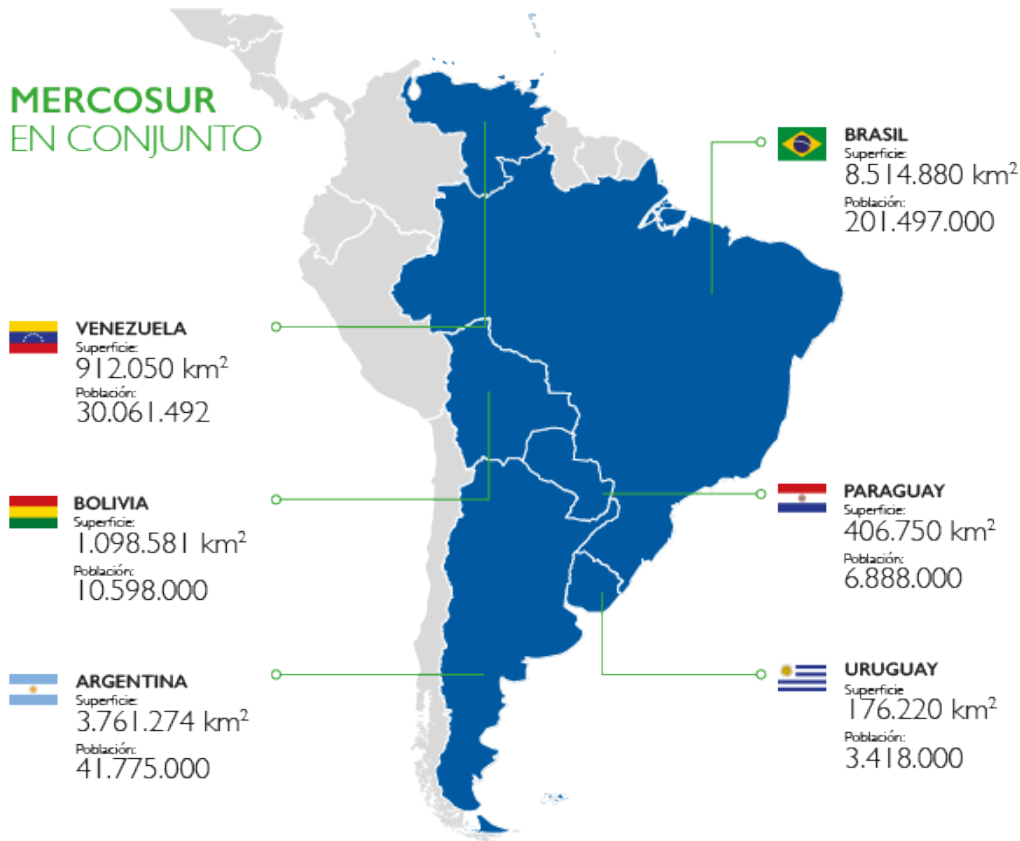 MERCOSUR
EN CONJUNTO
BRASIL
Superficie:
8.514.880 km²
Población:
201.497.000
VENEZUELA
Superficie:
912.050 km²
Población:
30.061.492
BOLIVIA
Superficie:
1.098.581 km²
Población:
10.598.000
PARAGUAY
Superficie:
406.750 km²
Población:
6.888.000
ARGENTINA
Superficie:
3.761.274 km²
Población:
41.775.000
URUGUAY
Superficie
176.220 km²
Población:
3.418.000